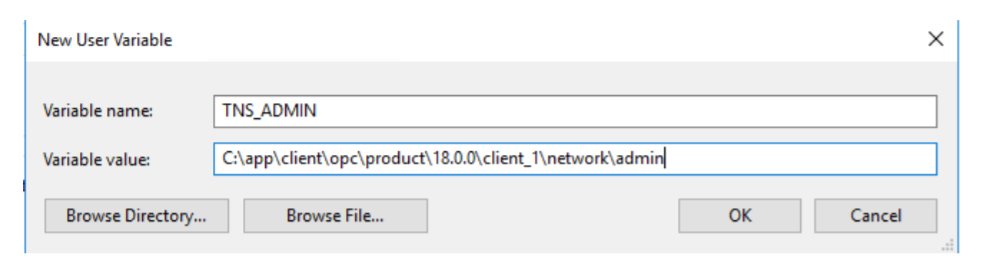 New User Variable
Variable name: TNS_ADMIN
Variable value: C:\app\client\opc\product\18.0.0\client_1\network\admin
Browse Directory... Browse File... OK Cancel